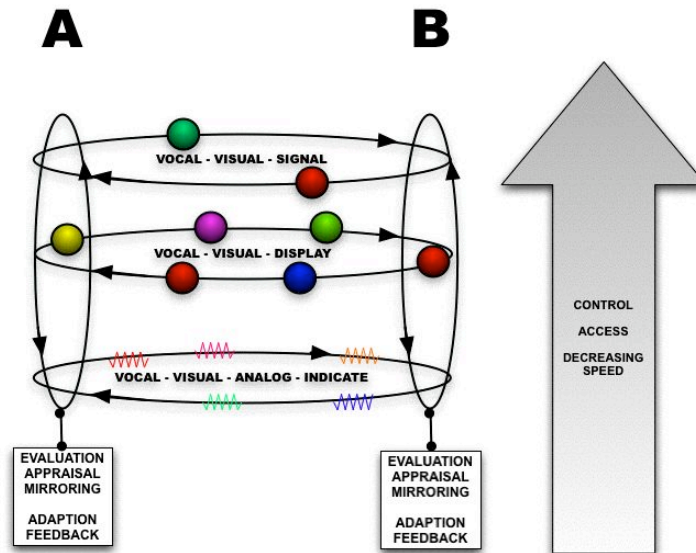 A
B
VOCAL - VISUAL - SIGNAL
VOCAL - VISUAL - DISPLAY
VOCAL - VISUAL - ANALOG - INDICATE
EVALUATION
APPRAISAL
MIRRORING
ADAPTION
FEEDBACK
EVALUATION
APPRAISAL
MIRRORING
ADAPTION
FEEDBACK
CONTROL
ACCESS
DECREASING
SPEED